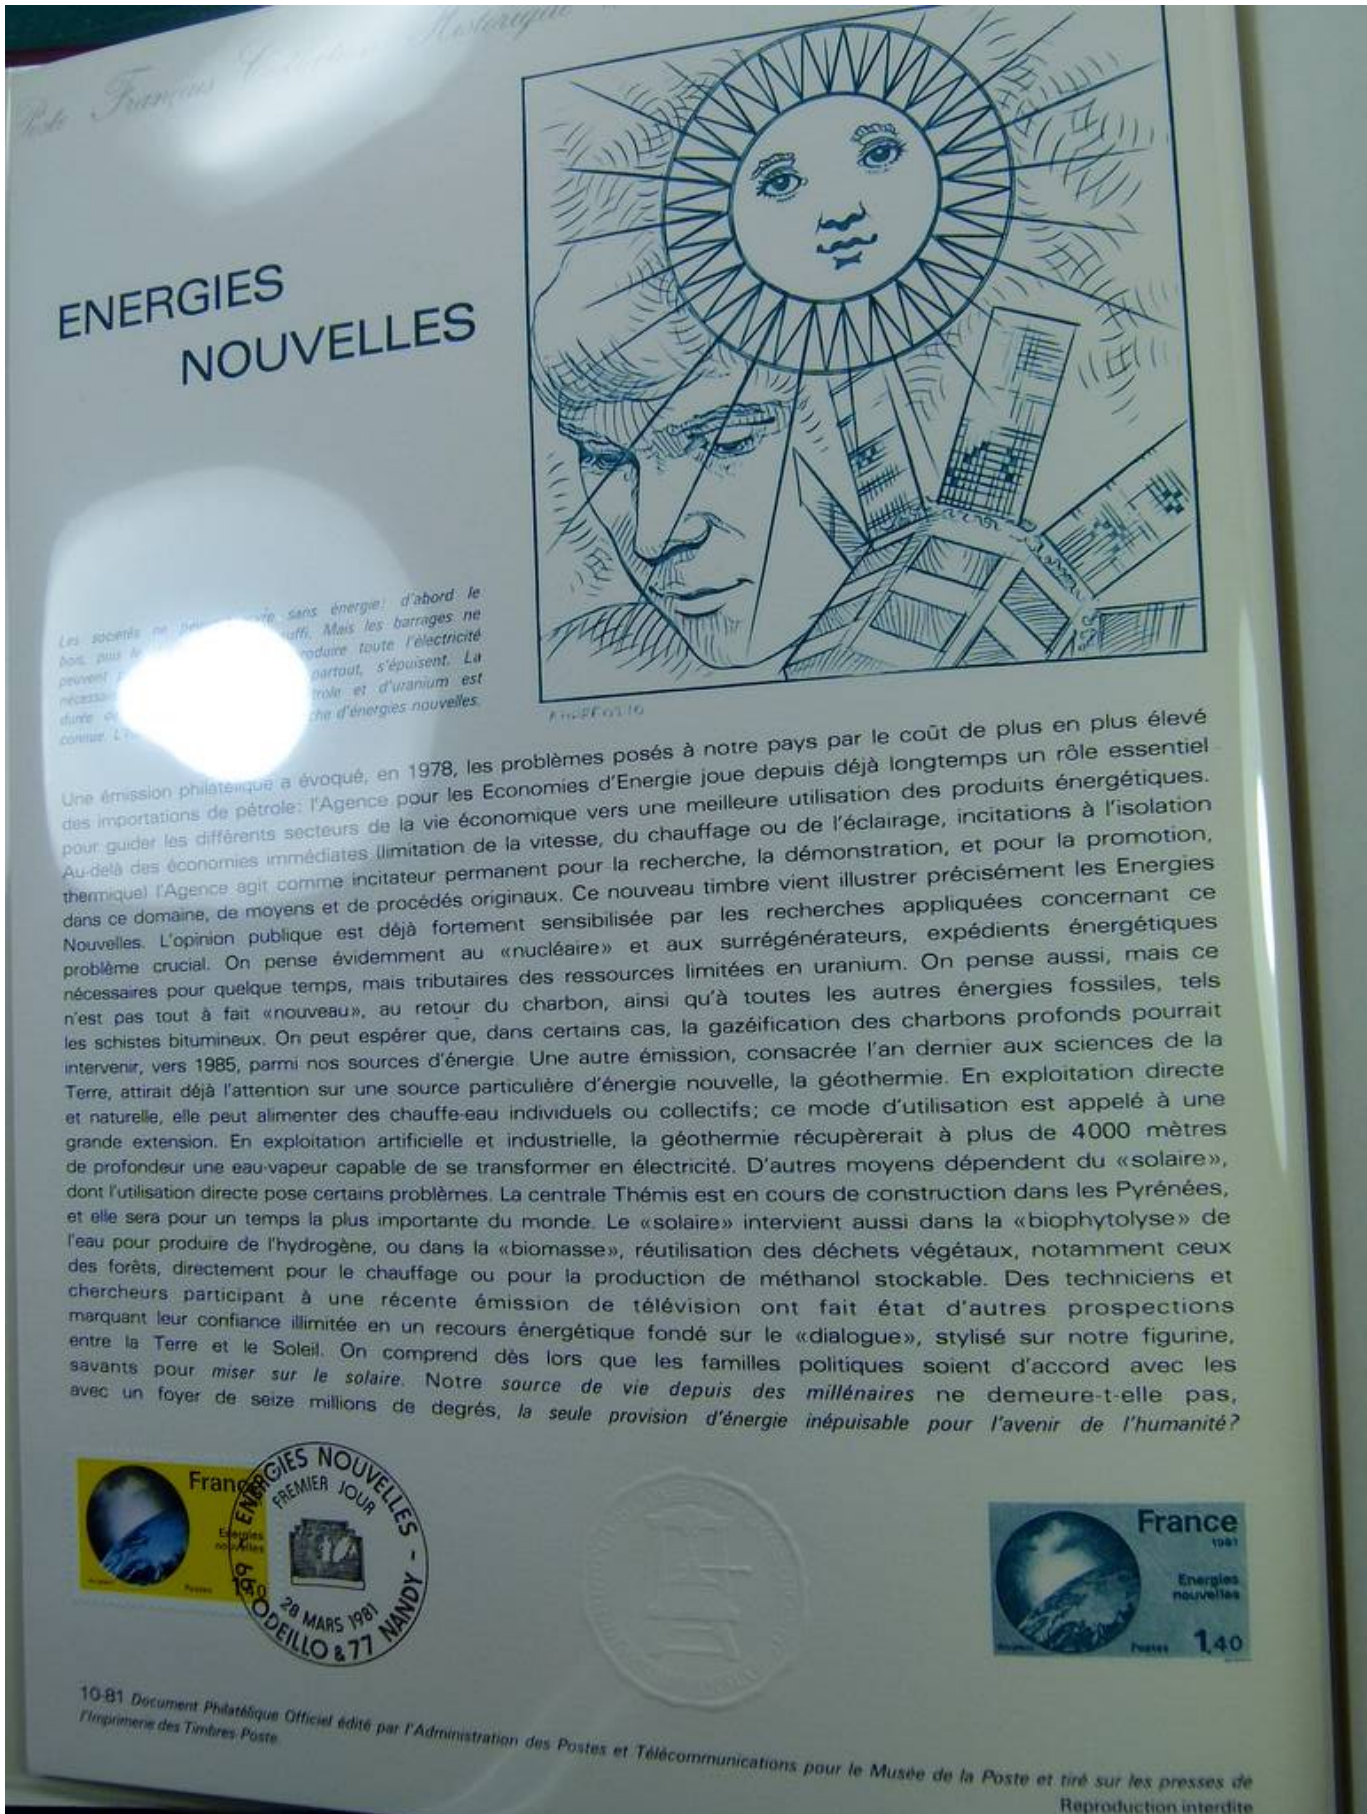 Poste Française Collection Historique
ENERGIES
NOUVELLES
Les sociétés ne sans énergie: d'abord le
bois, puis le Mais les barrages ne
peuvent toute l'électricité
partout, s'épuisent. La
durée et d'uranium est
connue. d'énergies nouvelles.
Une émission philatélique a évoqué, en 1978, les problèmes posés à notre pays par le coût de plus en plus élevé
des importations de pétrole: l'Agence pour les Economies d'Energie joue depuis déjà longtemps un rôle essentiel
pour guider les différents secteurs de la vie économique vers une meilleure utilisation des produits énergétiques.
Au-delà des économies immédiates (limitation de la vitesse, du chauffage ou de l'éclairage, incitations à l'isolation
thermique) l'Agence agit comme incitateur permanent pour la recherche, la démonstration, et pour la promotion,
dans ce domaine, de moyens et de procédés originaux. Ce nouveau timbre vient illustrer précisément les Energies
Nouvelles. L'opinion publique est déjà fortement sensibilisée par les recherches appliquées concernant ce
problème crucial. On pense évidemment au «nucléaire» et aux surrégénérateurs, expédients énergétiques
nécessaires pour quelque temps, mais tributaires des ressources limitées en uranium. On pense aussi, mais ce
n'est pas tout à fait «nouveau», au retour du charbon, ainsi qu'à toutes les autres énergies fossiles, tels
les schistes bitumineux. On peut espérer que, dans certains cas, la gazéification des charbons profonds pourrait
intervenir, vers 1985, parmi nos sources d'énergie. Une autre émission, consacrée l'an dernier aux sciences de la
Terre, attirait déjà l'attention sur une source particulière d'énergie nouvelle, la géothermie. En exploitation directe
et naturelle, elle peut alimenter des chauffe-eau individuels ou collectifs; ce mode d'utilisation est appelé à une
grande extension. En exploitation artificielle et industrielle, la géothermie récupèrerait à plus de 4000 mètres
de profondeur une eau-vapeur capable de se transformer en électricité. D'autres moyens dépendent du «solaire»,
dont l'utilisation directe pose certains problèmes. La centrale Thémis est en cours de construction dans les Pyrénées,
et elle sera pour un temps la plus importante du monde. Le «solaire» intervient aussi dans la «biophytolyse» de
l'eau pour produire de l'hydrogène, ou dans la «biomasse», réutilisation des déchets végétaux, notamment ceux
des forêts, directement pour le chauffage ou pour la production de méthanol stockable. Des techniciens et
chercheurs participant à une récente émission de télévision ont fait état d'autres prospections
marquant leur confiance illimitée en un recours énergétique fondé sur le «dialogue», stylisé sur notre figurine,
entre la Terre et le Soleil. On comprend dès lors que les familles politiques soient d'accord avec les
savants pour miser sur le solaire. Notre source de vie depuis des millénaires ne demeure-t-elle pas,
avec un foyer de seize millions de degrés, la seule provision d'énergie inépuisable pour l'avenir de l'humanité?
France
Energies
nouvelles
Postes 1,40
ENERGIES NOUVELLES
PREMIER JOUR
28 MARS 1981
66 ODEILLO & 77 NANDY
France
1981
Energies
nouvelles
Postes 1,40
10-81 Document Philatélique Officiel édité par l'Administration des Postes et Télécommunications pour le Musée de la Poste et tiré sur les presses de
l'Imprimerie des Timbres-Poste
Reproduction interdite